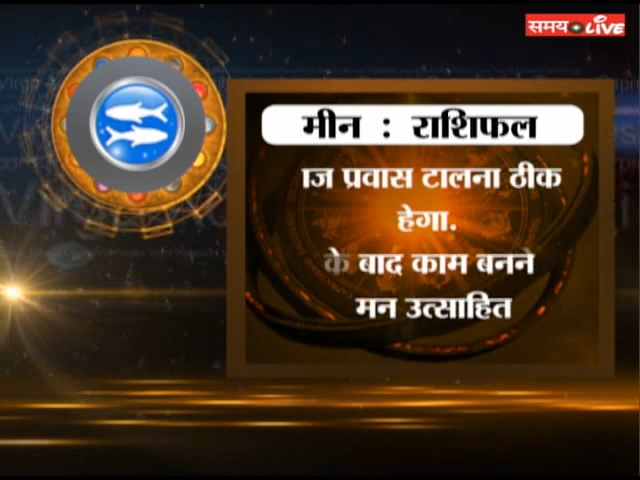 समय LIVE
मीन : राशिफल
ाज प्रवास टालना ठीक
हेगा.
के बाद काम बनने
मन उत्साहित